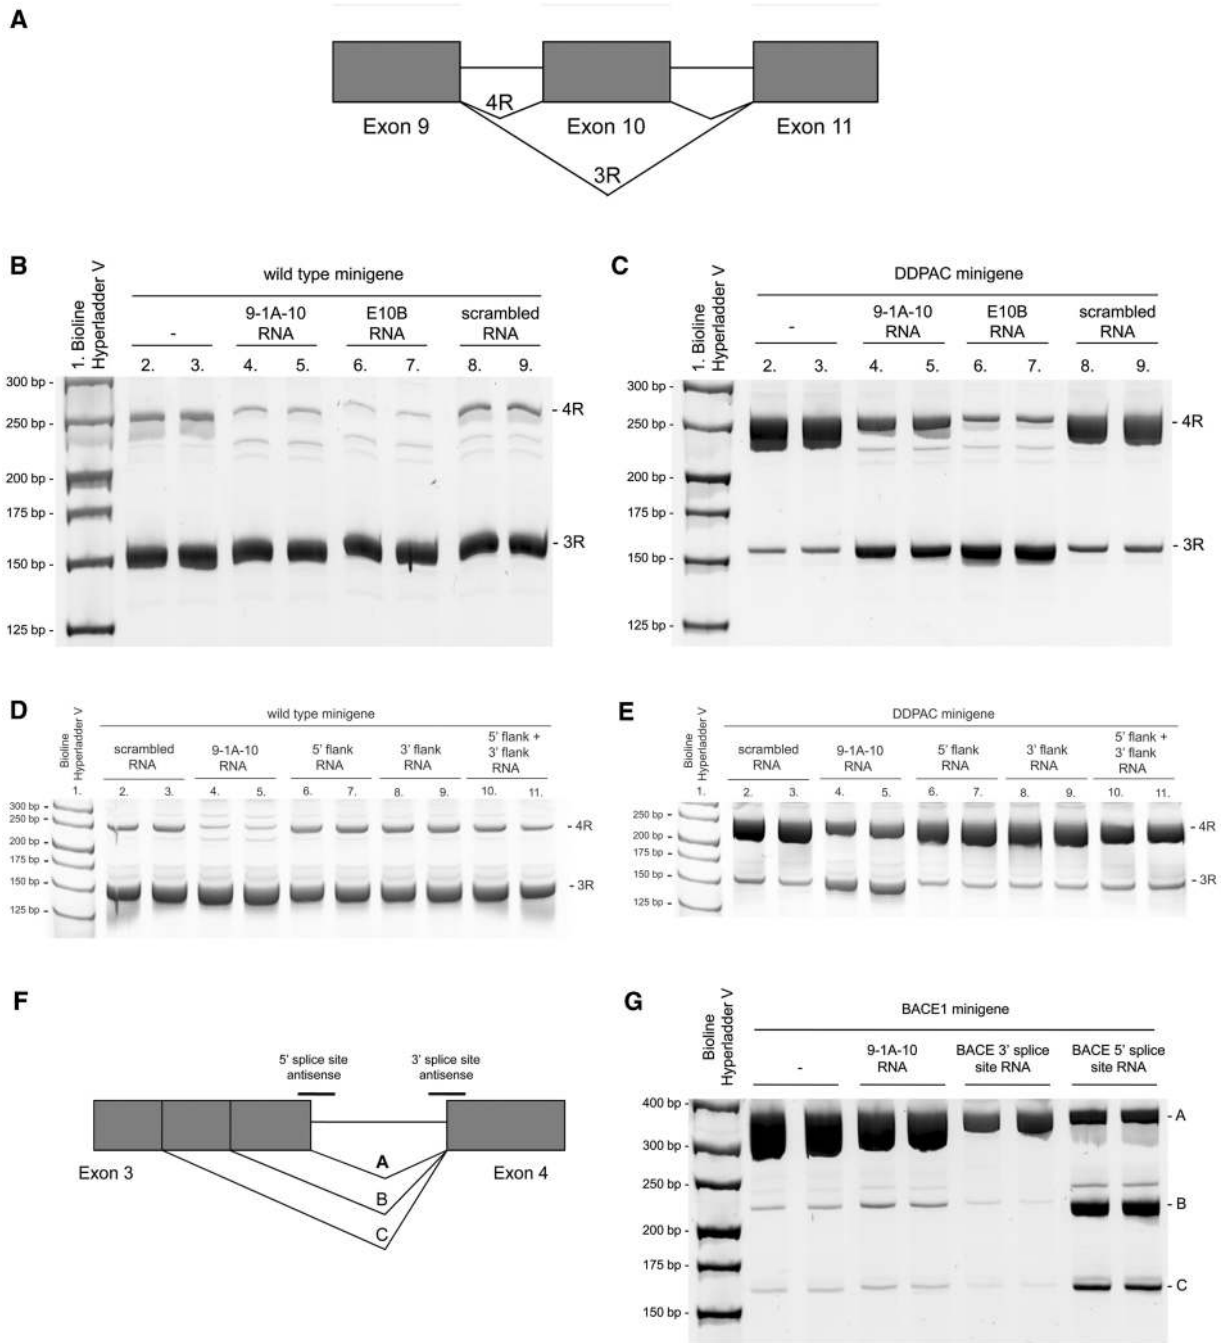 A
4R
Exon 9
Exon 10
Exon 11
3R
B
1. Bioline
Hyperladder V
wild type minigene
-
9-1A-10
RNA
E10B
RNA
scrambled
RNA
2. 3. 4. 5. 6. 7. 8. 9.
300 bp -
- 4R
250 bp -
200 bp -
175 bp -
- 3R
150 bp -
125 bp -
C
1. Bioline
Hyperladder V
DDPAC minigene
-
9-1A-10
RNA
E10B
RNA
scrambled
RNA
2. 3. 4. 5. 6. 7. 8. 9.
300 bp -
250 bp -
- 4R
200 bp -
175 bp -
150 bp -
- 3R
125 bp -
D
Bioline
Hyperladder V
wild type minigene
scrambled
RNA
9-1A-10
RNA
5' flank
RNA
3' flank
RNA
5' flank +
3' flank
RNA
1. 2. 3. 4. 5. 6. 7. 8. 9. 10. 11.
300 bp -
250 bp -
- 4R
200 bp -
175 bp -
150 bp -
- 3R
125 bp -
E
Bioline
Hyperladder V
DDPAC minigene
scrambled
RNA
9-1A-10
RNA
5' flank
RNA
3' flank
RNA
5' flank +
3' flank
RNA
1. 2. 3. 4. 5. 6. 7. 8. 9. 10. 11.
250 bp -
- 4R
200 bp -
175 bp -
150 bp -
- 3R
125 bp -
F
5' splice site
antisense
3' splice site
antisense
Exon 3
A
Exon 4
B
C
G
Bioline
Hyperladder V
BACE1 minigene
-
9-1A-10
RNA
BACE 3' splice
site RNA
BACE 5' splice
site RNA
400 bp -
- A
300 bp -
250 bp -
- B
200 bp -
175 bp -
- C
150 bp -